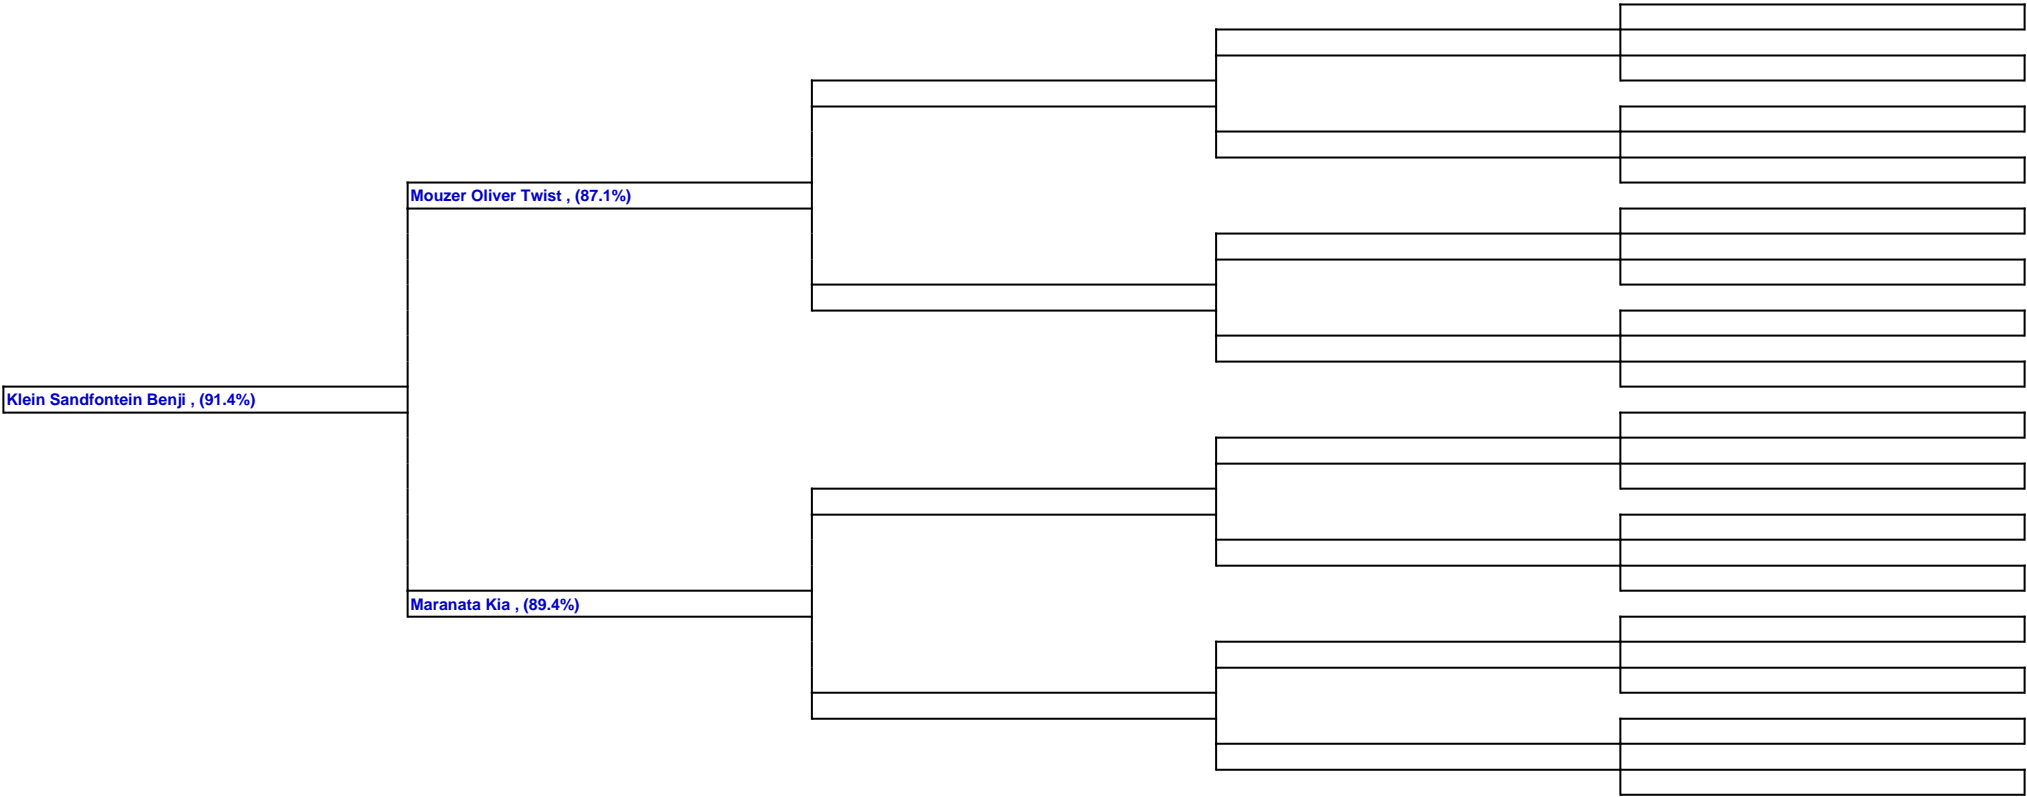 Mouzer Oliver Twist , (87.1%)
Klein Sandfontein Benji , (91.4%)
Maranata Kia , (89.4%)